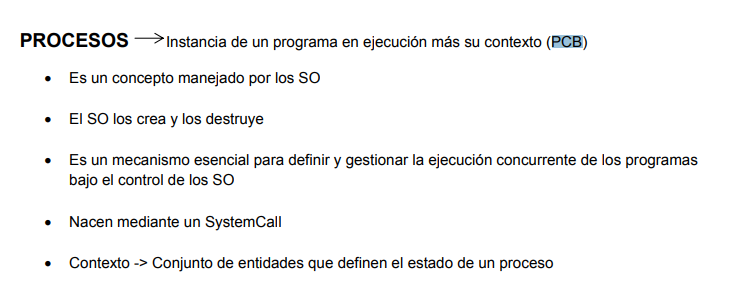 PROCESOS → Instancia de un programa en ejecución más su contexto (PCB)
• Es un concepto manejado por los SO
• El SO los crea y los destruye
• Es un mecanismo esencial para definir y gestionar la ejecución concurrente de los programas
bajo el control de los SO
• Nacen mediante un SystemCall
• Contexto -> Conjunto de entidades que definen el estado de un proceso